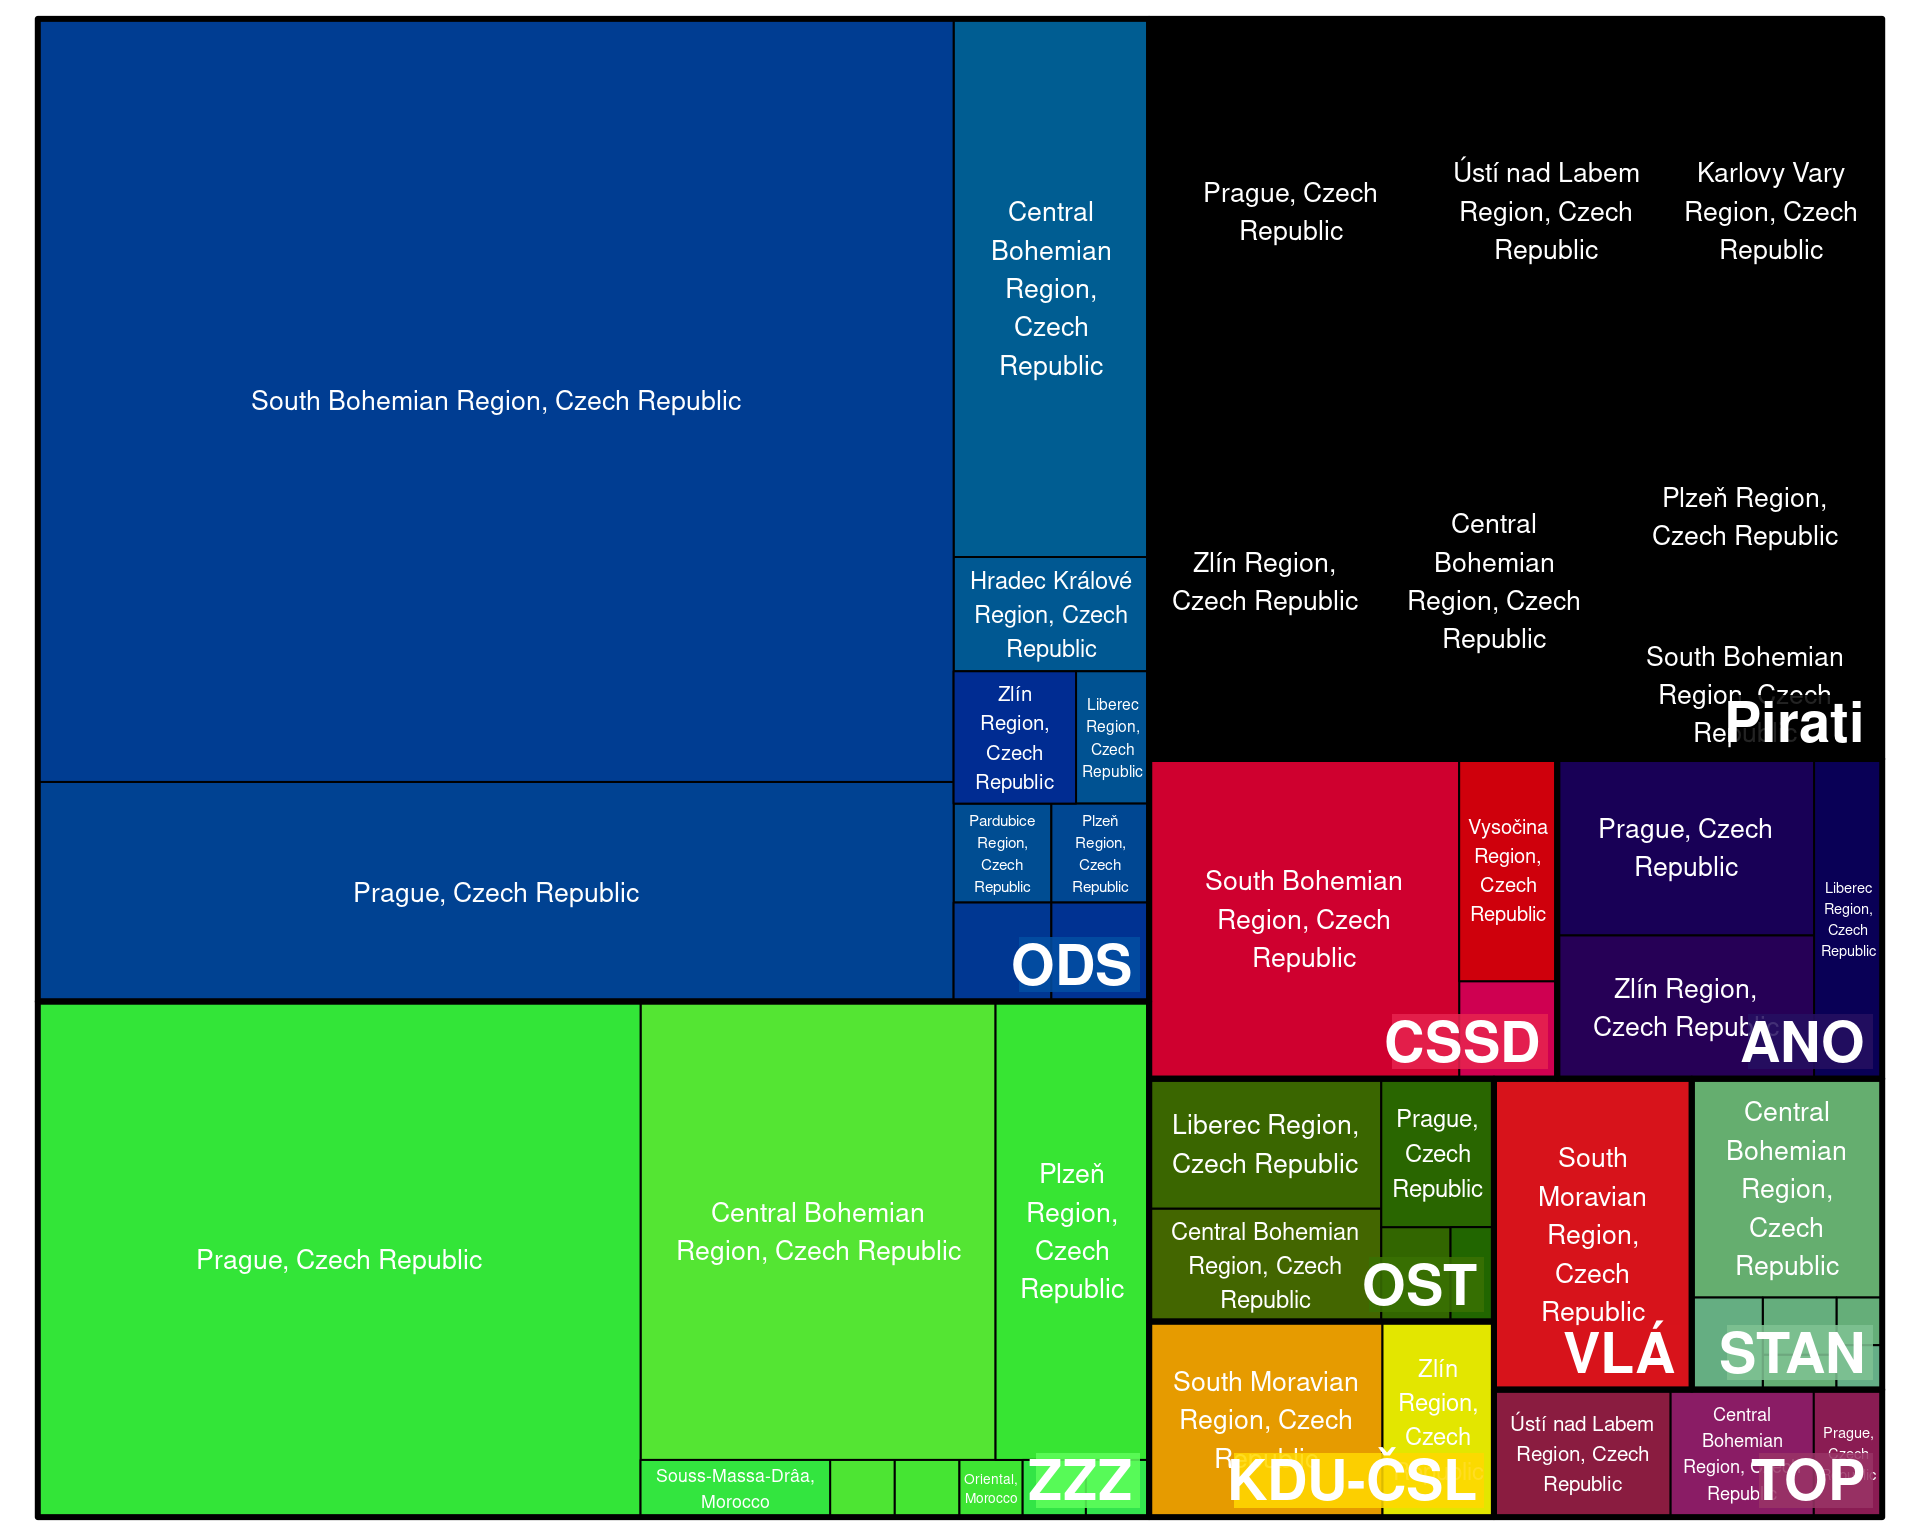 South Bohemian Region, Czech Republic
Central
Bohemian
Region,
Czech
Republic
Hradec Králové
Region, Czech
Republic
Zlín
Region,
Czech
Republic
Liberec
Region,
Czech
Republic
Pardubice
Region,
Czech
Republic
Plzeň
Region,
Czech
Republic
Prague, Czech Republic
ODS
Prague, Czech
Republic
Ústí nad Labem
Region, Czech
Republic
Karlovy Vary
Region, Czech
Republic
Zlín Region,
Czech Republic
Central
Bohemian
Region, Czech
Republic
Plzeň Region,
Czech Republic
South Bohemian
Region, Czech
Republic
Pirati
South Bohemian
Region, Czech
Republic
Vysočina
Region,
Czech
Republic
CSSD
Prague, Czech
Republic
Zlín Region,
Czech Republic
Liberec
Region,
Czech
Republic
ANO
Prague, Czech Republic
Central Bohemian
Region, Czech Republic
Plzeň
Region,
Czech
Republic
Souss-Massa-Drâa,
Morocco
Oriental,
Morocco
ZZZ
Liberec Region,
Czech Republic
Prague,
Czech
Republic
Central Bohemian
Region, Czech
Republic
OST
South
Moravian
Region,
Czech
Republic
VLÁ
Central
Bohemian
Region,
Czech
Republic
STAN
South Moravian
Region, Czech
Republic
Zlín
Region,
Czech
KDU-ČSL
Ústí nad Labem
Region, Czech
Republic
Central
Bohemian
Region, Czech
Republic
Prague,
Czech
TOP